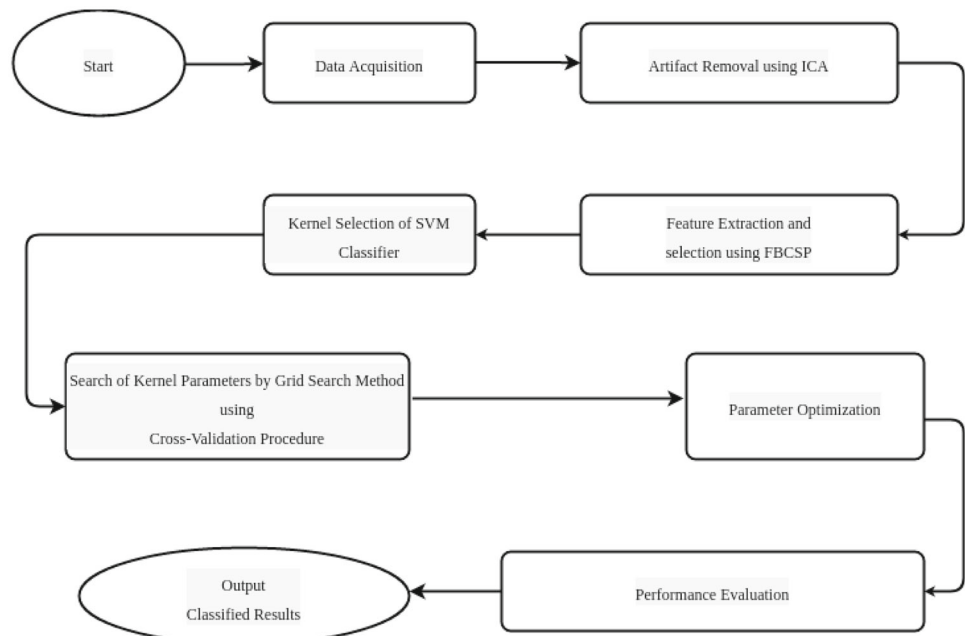 Start
Data Acquisition
Artifact Removal using ICA
Feature Extraction and
selection using FBCSP
Kernel Selection of SVM
Classifier
Search of Kernel Parameters by Grid Search Method
using
Cross-Validation Procedure
Parameter Optimization
Performance Evaluation
Output
Classified Results